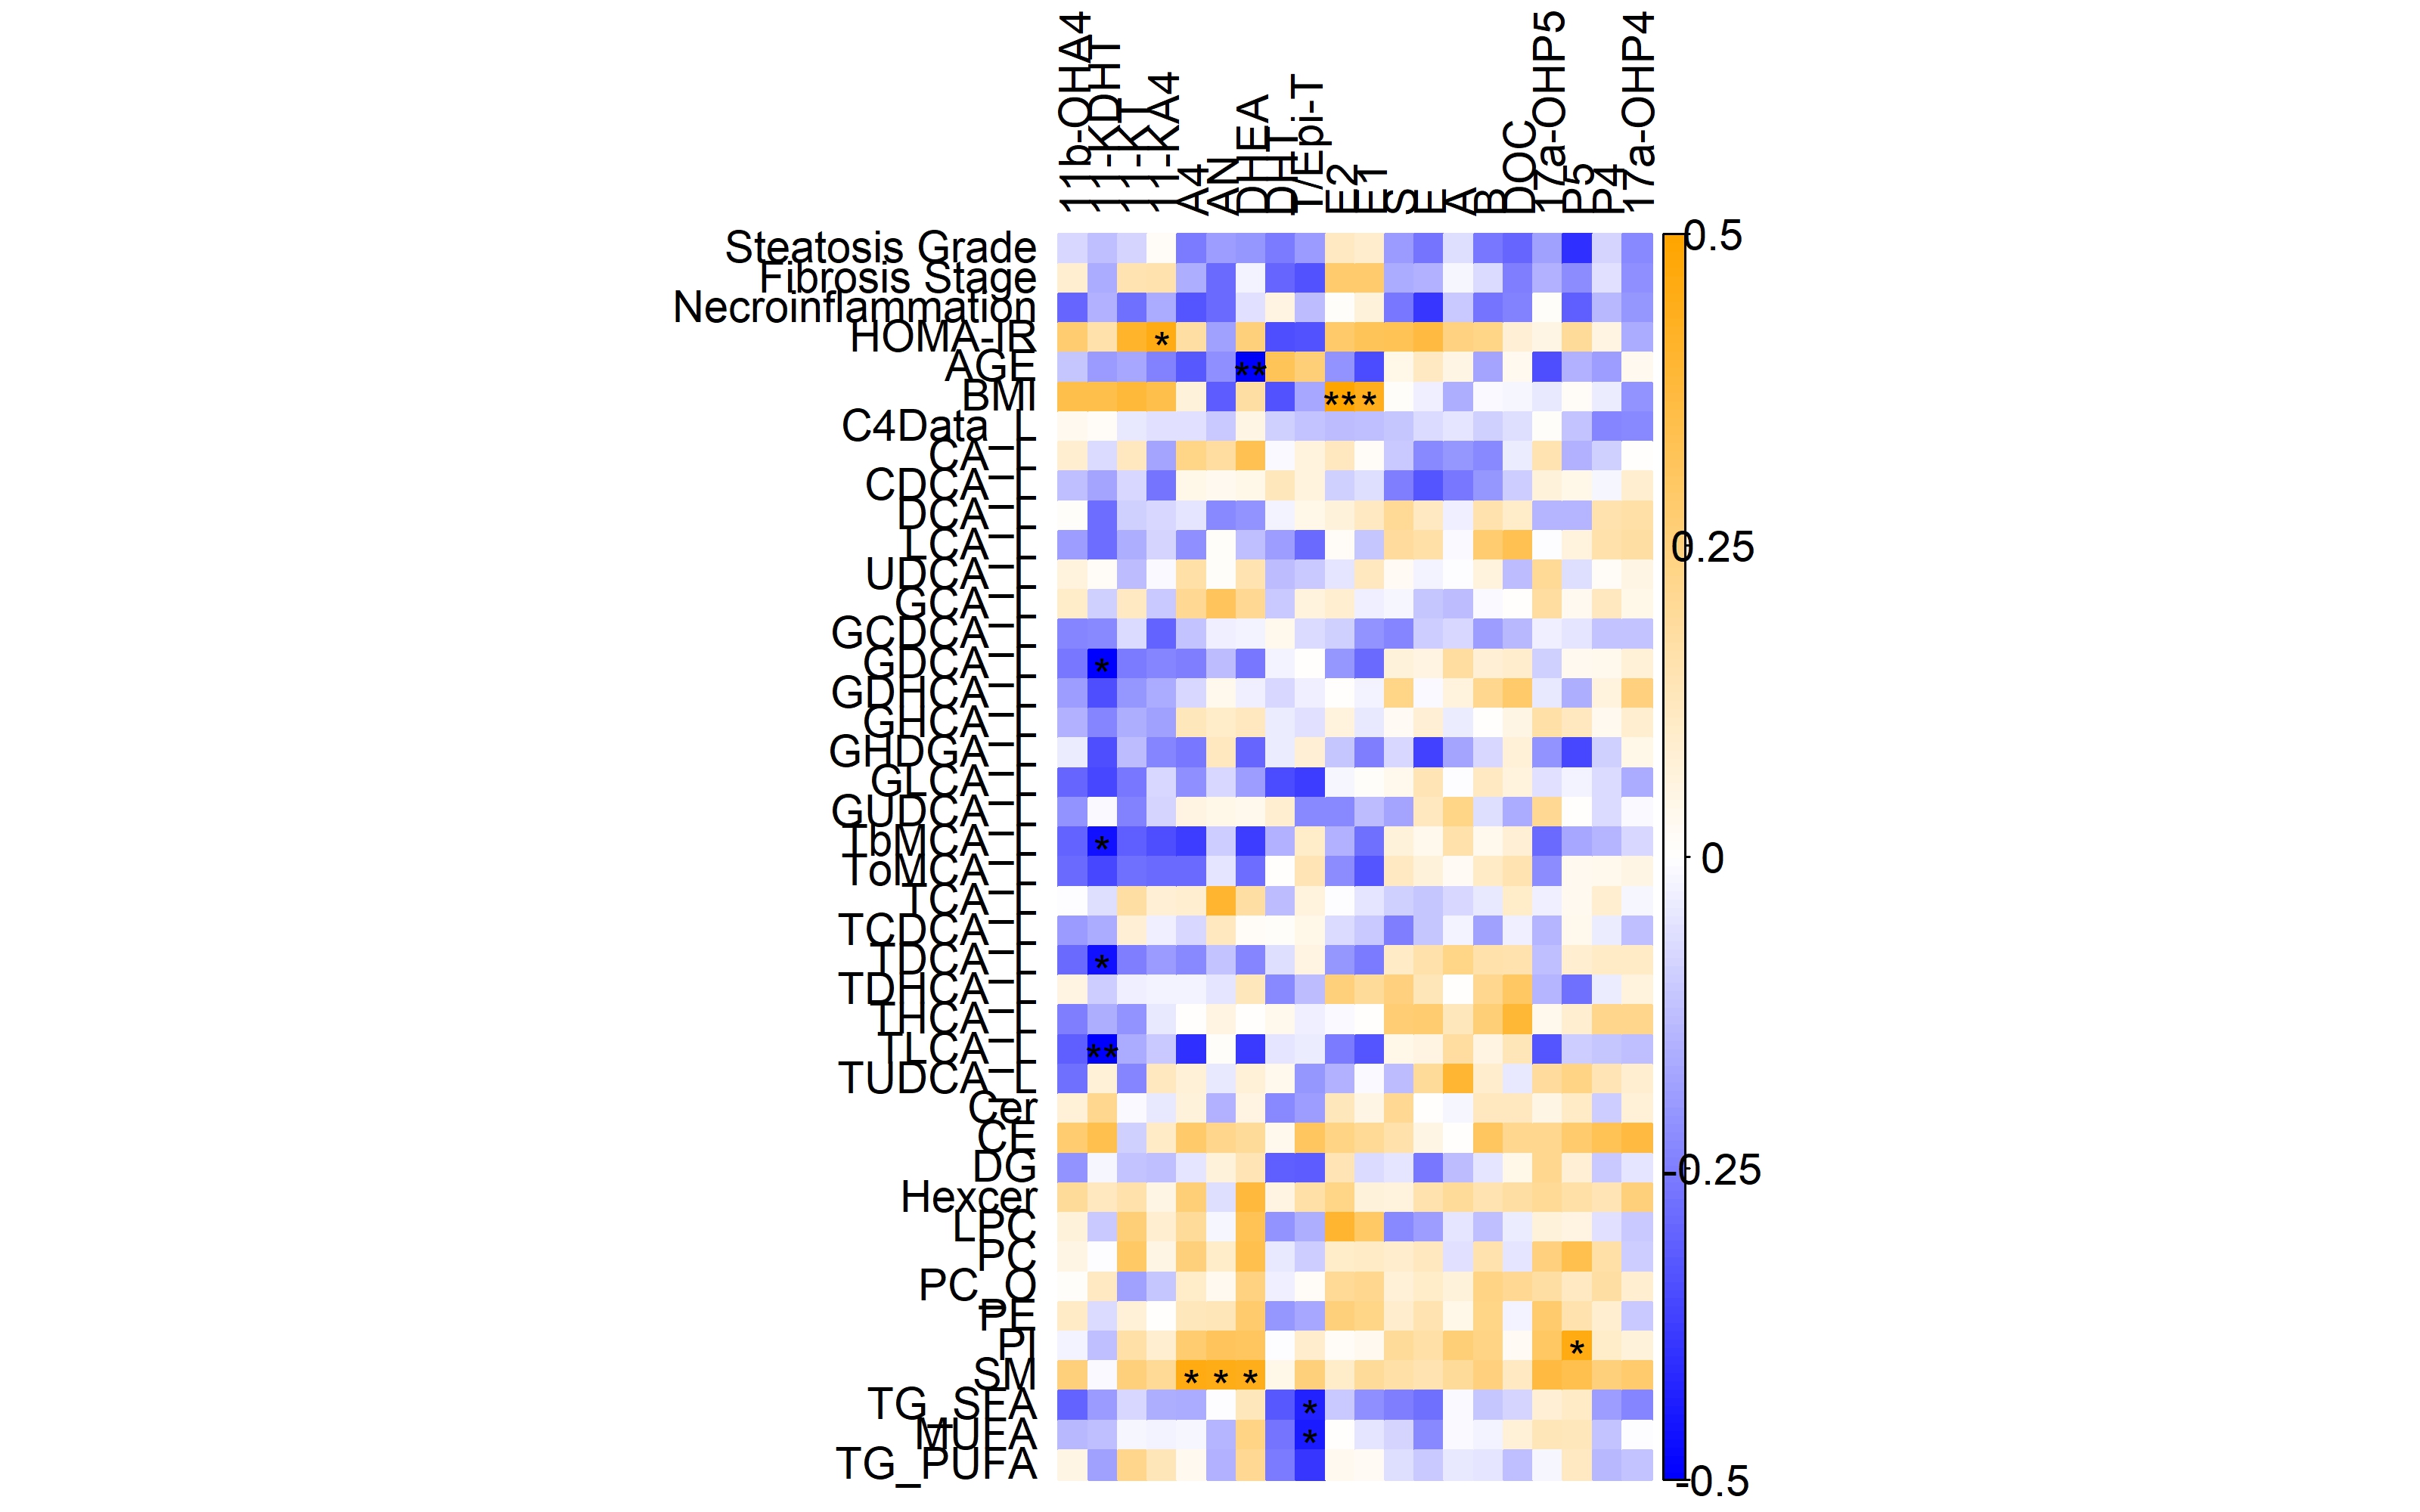 11b-OHA4
11-KDHT
11-KT
11-KA4
A4
AN
DHEA
DHT
T/Epi-T
E2
E1
S
E
A
B
DOC
17a-OHP5
P5
P4
17a-OHP4
Steatosis Grade
Fibrosis Stage
Necroinflammation
HOMA-IR
*
AGE
**
BMI
** *
C4Data_L
CA_L
CDCA_L
DCA_L
LCA_L
UDCA_L
GCA_L
GCDCA_L
GDCA_L
*
GDHCA_L
GHCA_L
GHDGA_L
GLCA_L
GUDCA_L
TbMCA_L
*
ToMCA_L
TCA_L
TCDCA_L
TDCA_L
*
TDHCA_L
THCA_L
TLCA_L
**
TUDCA_L
Cer
CE
DG
Hexcer
LPC
PC
PC_O
PE
PI
*
SM
* * *
TG_SFA
*
MUFA
*
TG_PUFA
0.5
0.25
0
-0.25
-0.5